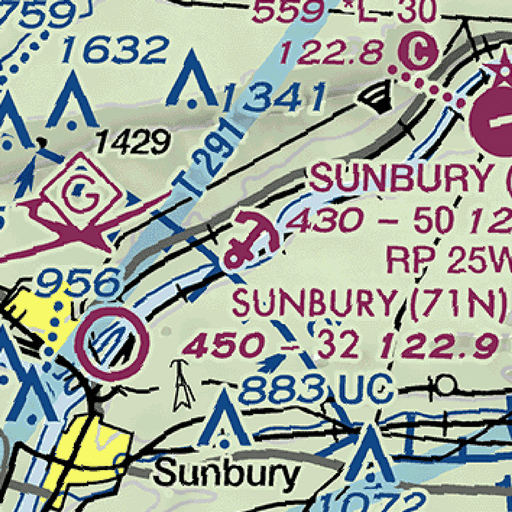 759
559 *L 30
1632
122.8 C
1341
1429
T 291
SUNBURY (
G
430 - 50 12
RP 25W
956
SUNBURY (71N)
450 - 32 122.9
883 UC
Sunbury
1072